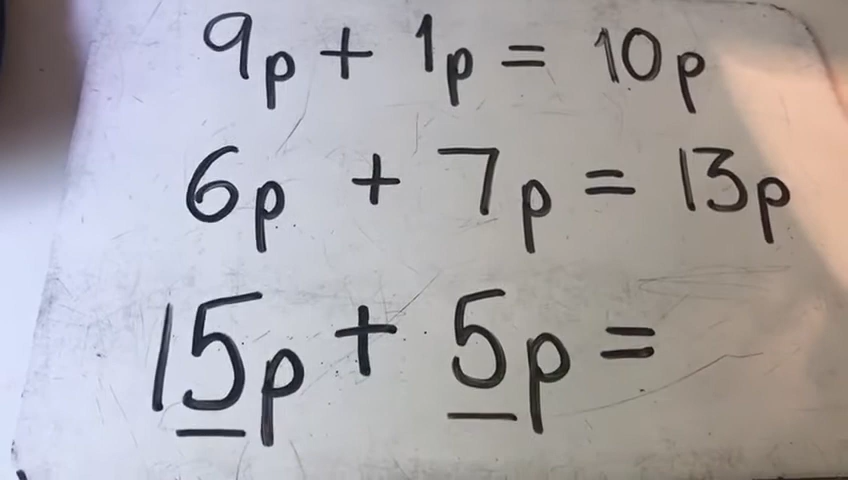 9p + 1p = 10p
6p + 7p = 13p
15p + 5p =